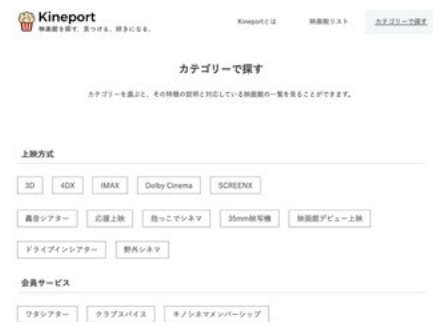 Kineport
映画館を探す、見つける、好きになる。
Kineportとは
映画館リスト
カテゴリーで探す
カテゴリーで探す
カテゴリーを選ぶと、その特徴の説明と対応している映画館の一覧を見ることができます。
上映方式
3D
4DX
IMAX
Dolby Cinema
SCREENX
轟音シアター
応援上映
抱っこでシネマ
35mm映写機
映画館デビュー上映
ドライブインシアター
野外シネマ
会員サービス
ワタシアター
クラブスパイス
キノシネマメンバーシップ